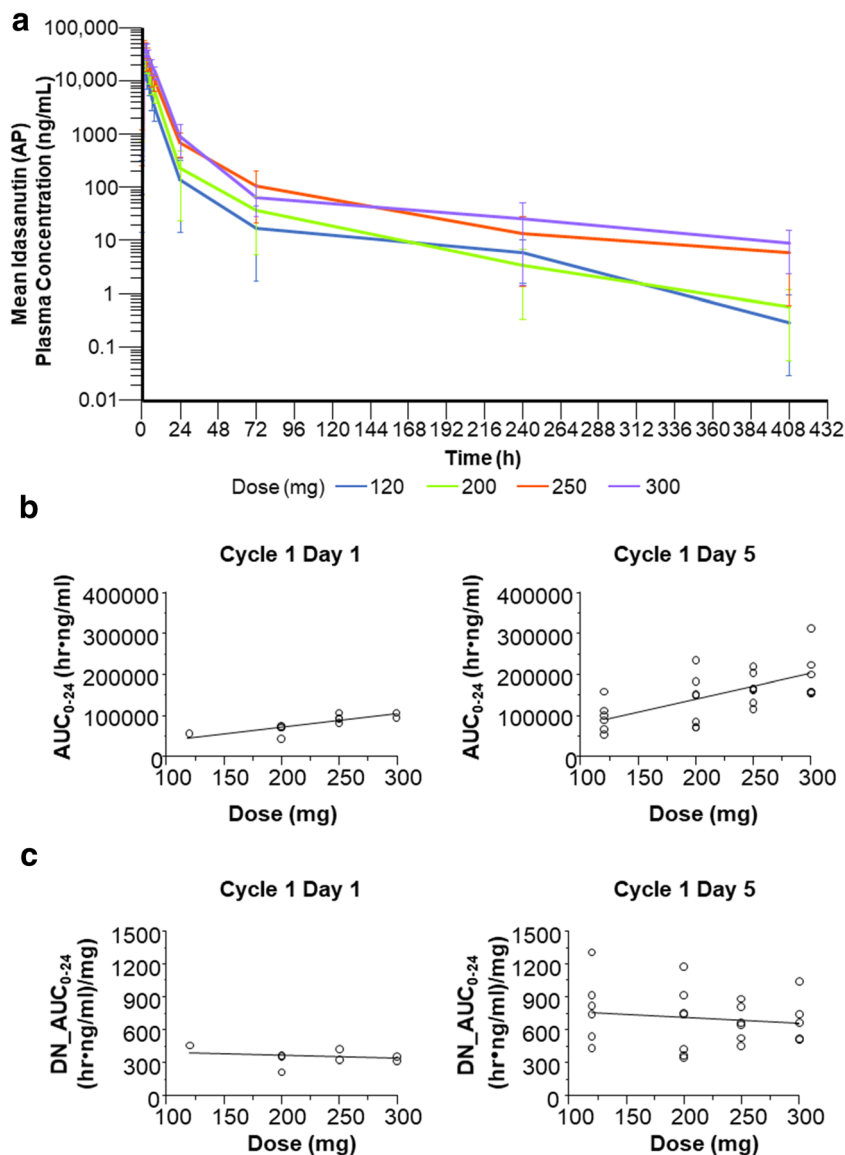 a
Mean Idasanutin (AP)
Plasma Concentration (ng/mL)
100,000
10,000
1000
100
10
1
0.1
0.01
0 24 48 72 96 120 144 168 192 216 240 264 288 312 336 360 384 408 432
Time (h)
Dose (mg) 120 200 250 300
b
Cycle 1 Day 1
AUC0-24 (hr•ng/ml)
400000
300000
200000
100000
0
100 150 200 250 300
Dose (mg)
Cycle 1 Day 5
AUC0-24 (hr•ng/ml)
400000
300000
200000
100000
0
100 150 200 250 300
Dose (mg)
c
Cycle 1 Day 1
DN_AUC0-24
(hr•ng/ml)/mg)
1500
1200
900
600
300
0
100 150 200 250 300
Dose (mg)
Cycle 1 Day 5
DN_AUC0-24
(hr•ng/ml)/mg)
1500
1200
900
600
300
0
100 150 200 250 300
Dose (mg)